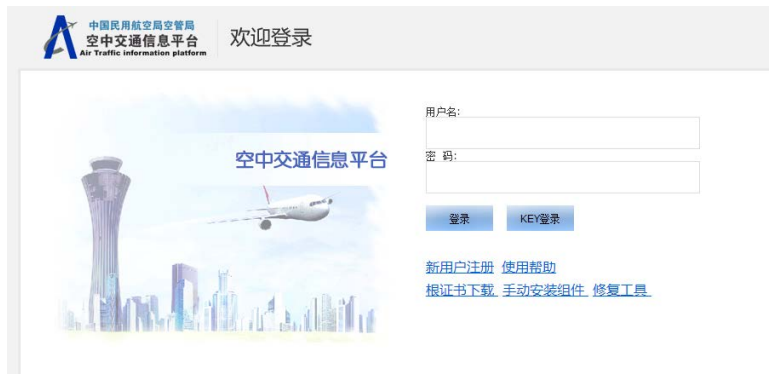 中国民用航空局空管局
空中交通信息平台
Air Traffic information platform
欢迎登录
空中交通信息平台
用户名:
密 码:
登录 KEY登录
新用户注册 使用帮助
根证书下载 手动安装组件 修复工具